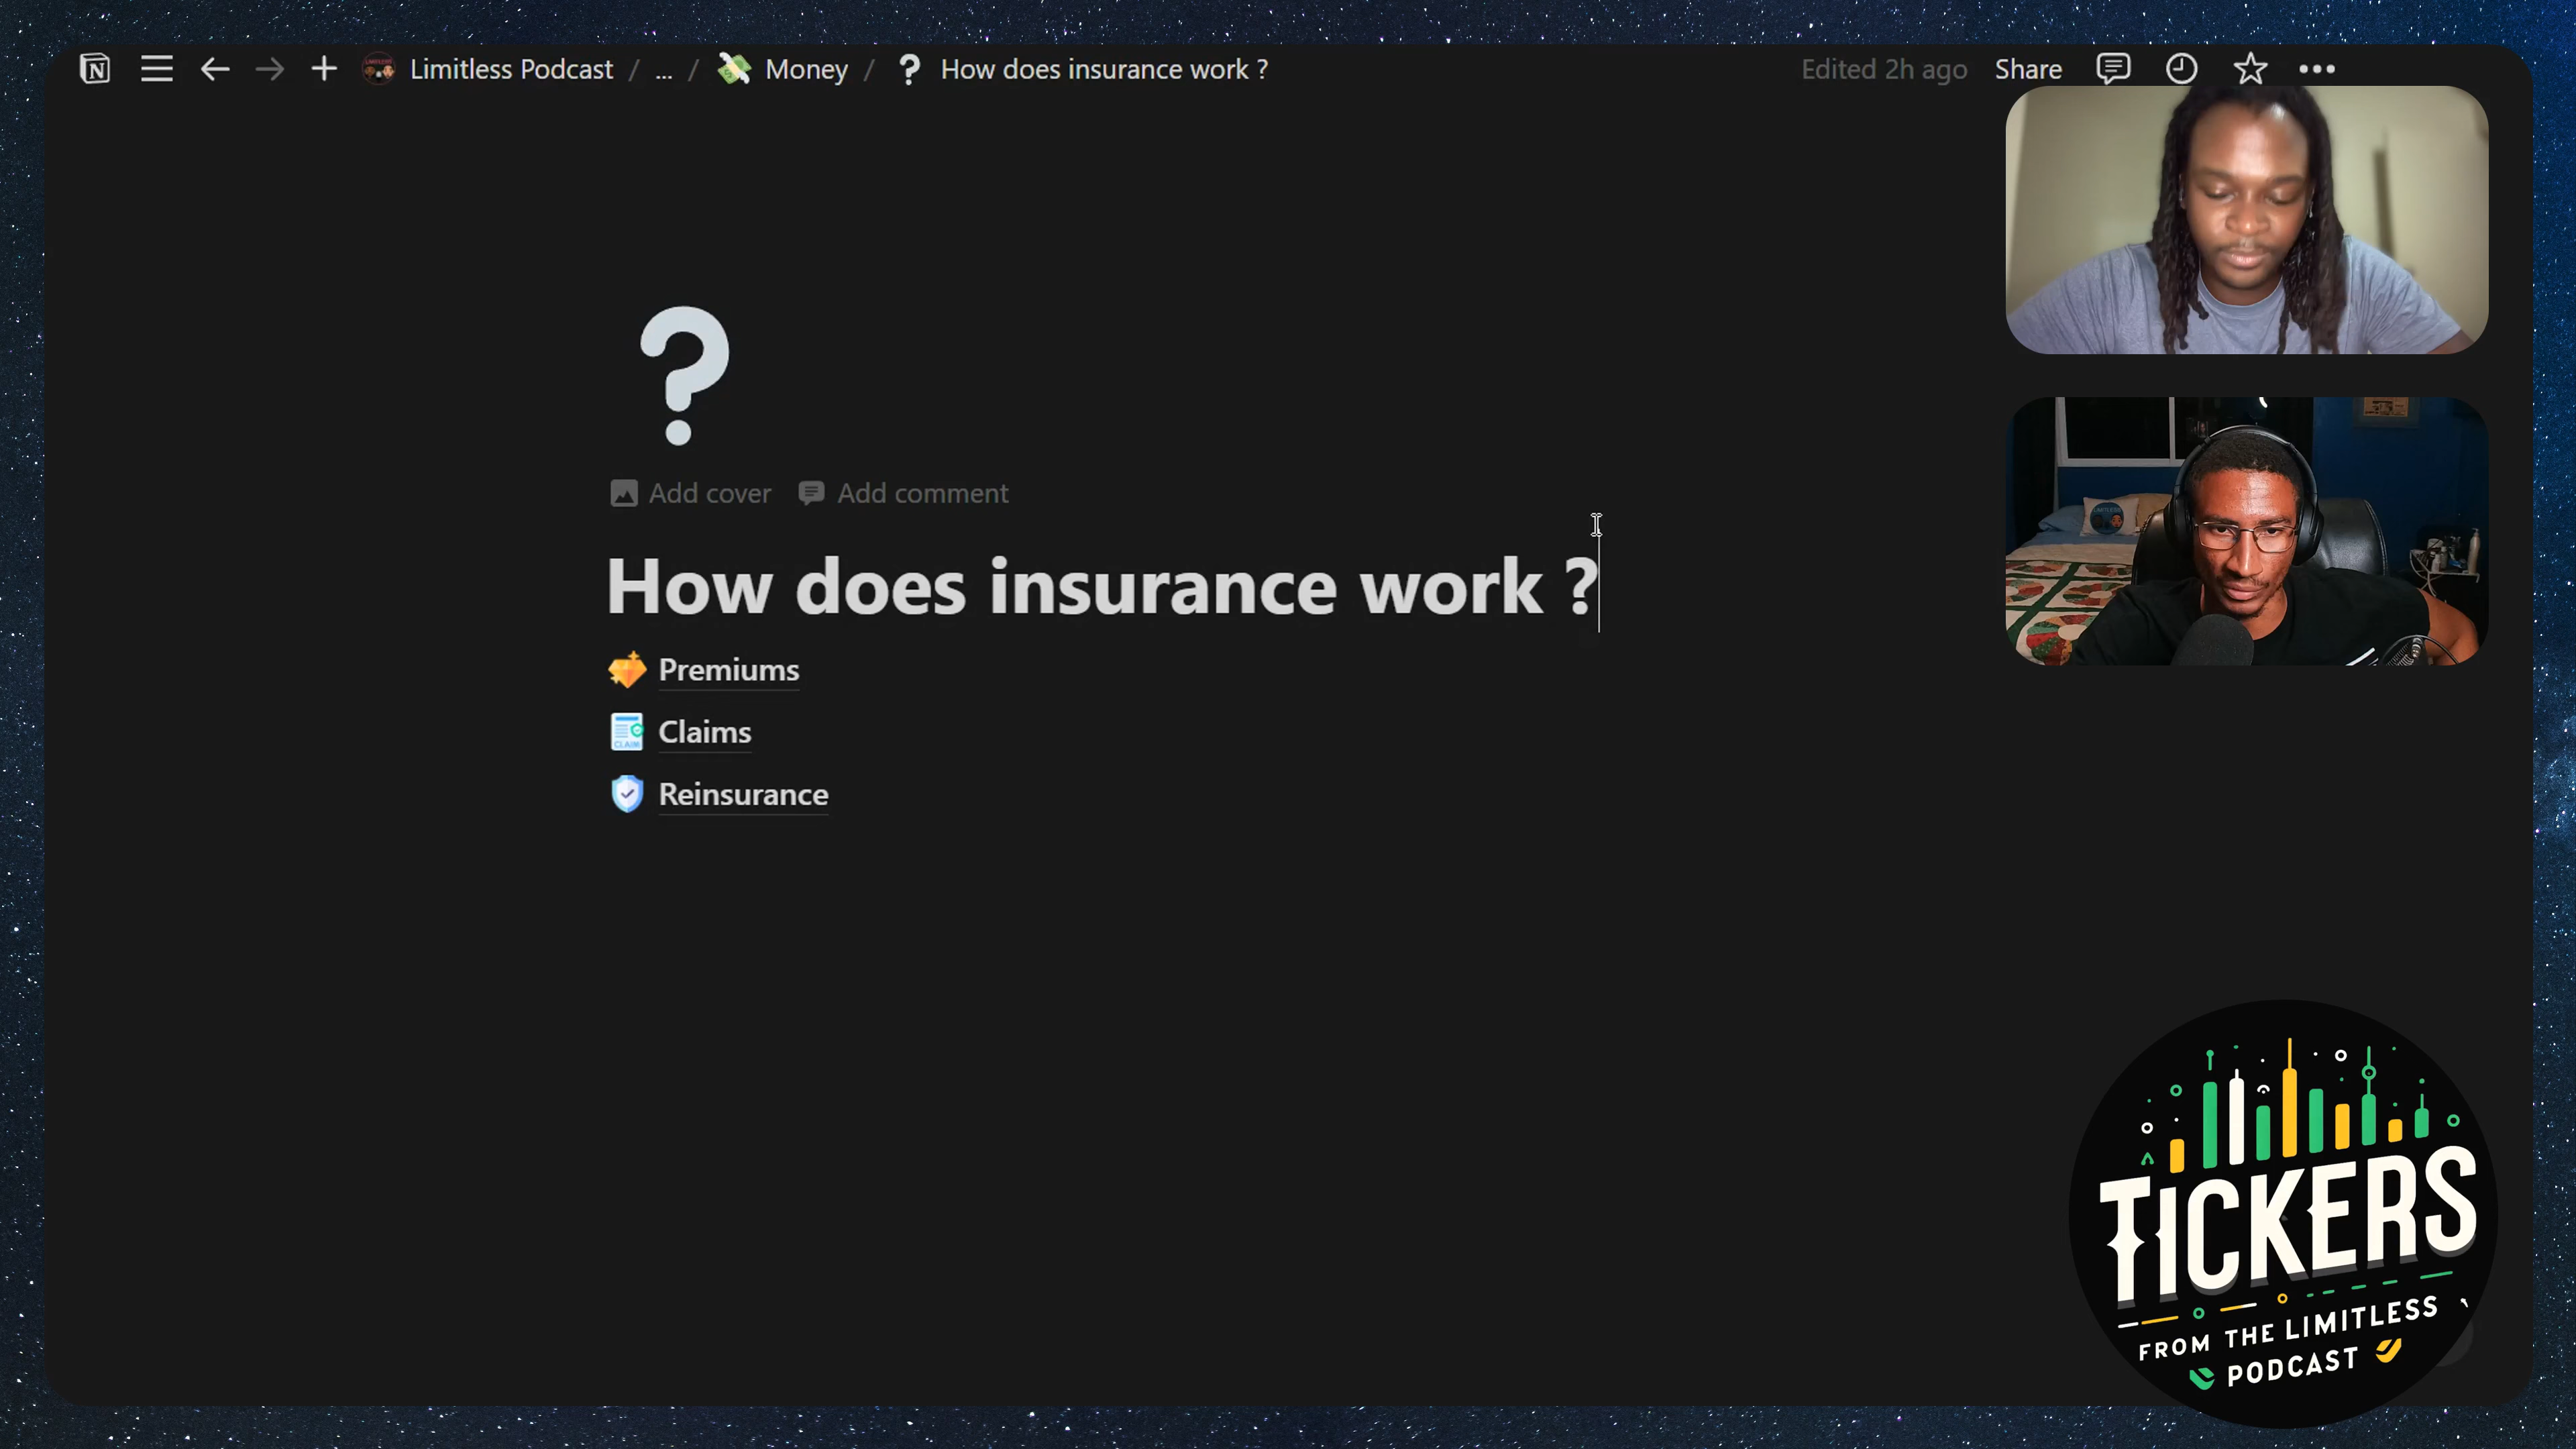 Limitless Podcast / ... / Money / How does insurance work ?
Edited 2h ago Share
Add cover Add comment
How does insurance work ?
Premiums
CLAIM
Claims
Reinsurance
TICKERS
FROM THE LIMITLESS
PODCAST